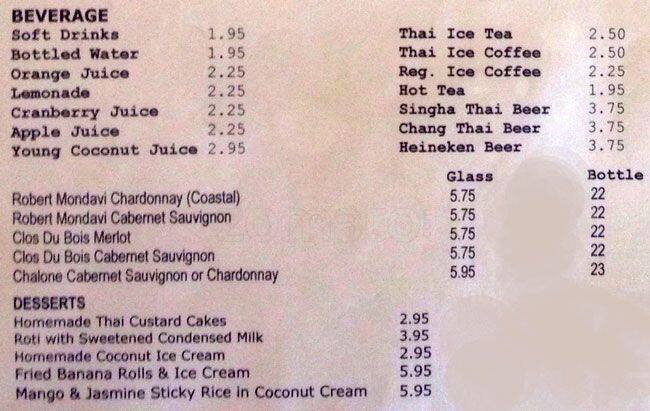 BEVERAGE
Soft Drinks 1.95
Bottled Water 1.95
Orange Juice 2.25
Lemonade 2.25
Cranberry Juice 2.25
Apple Juice 2.25
Young Coconut Juice 2.95
Thai Ice Tea 2.50
Thai Ice Coffee 2.50
Reg. Ice Coffee 2.25
Hot Tea 1.95
Singha Thai Beer 3.75
Chang Thai Beer 3.75
Heineken Beer 3.75
Glass Bottle
Robert Mondavi Chardonnay (Coastal) 5.75 22
Robert Mondavi Cabernet Sauvignon 5.75 22
Clos Du Bois Merlot 5.75 22
Clos Du Bois Cabernet Sauvignon 5.75 22
Chalone Cabernet Sauvignon or Chardonnay 5.95 23
DESSERTS
Homemade Thai Custard Cakes 2.95
Roti with Sweetened Condensed Milk 3.95
Homemade Coconut Ice Cream 2.95
Fried Banana Rolls & Ice Cream 5.95
Mango & Jasmine Sticky Rice in Coconut Cream 5.95